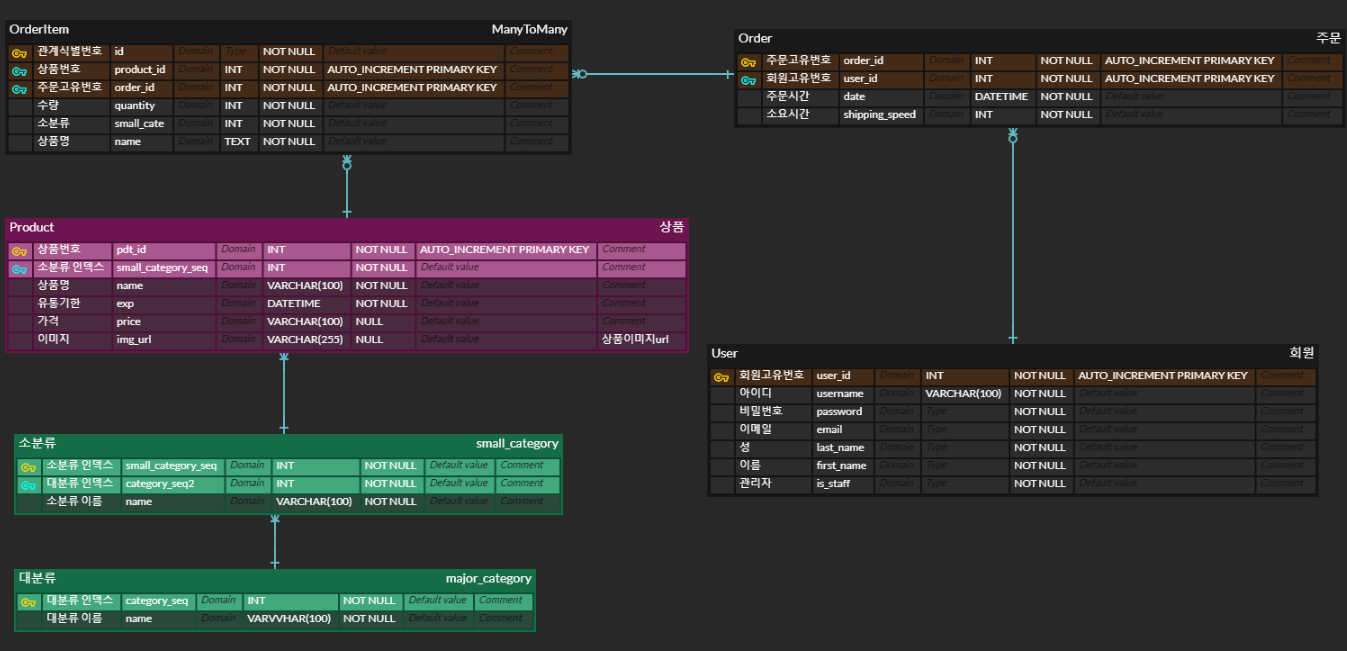 OrderItem ManyToMany
관계식별번호 id Domain Type NOT NULL Default value Comment
상품번호 product_id Domain INT NOT NULL AUTO_INCREMENT PRIMARY KEY Comment
주문고유번호 order_id Domain INT NOT NULL AUTO_INCREMENT PRIMARY KEY Comment
수량 quantity Domain INT NOT NULL Default value Comment
소분류 small_cate Domain INT NOT NULL Default value Comment
상품명 name Domain TEXT NOT NULL Default value Comment
Order 주문
주문고유번호 order_id Domain INT NOT NULL AUTO_INCREMENT PRIMARY KEY Comment
회원고유번호 user_id Domain INT NOT NULL AUTO_INCREMENT PRIMARY KEY Comment
주문시간 date Domain DATETIME NOT NULL Default value Comment
소요시간 shipping_speed Domain INT NOT NULL Default value Comment
Product 상품
상품번호 pdt_id Domain INT NOT NULL AUTO_INCREMENT PRIMARY KEY Comment
소분류 인덱스 small_category_seq Domain INT NOT NULL Default value Comment
상품명 name Domain VARCHAR(100) NOT NULL Default value Comment
유통기한 exp Domain DATETIME NOT NULL Default value Comment
가격 price Domain VARCHAR(100) NULL Default value Comment
이미지 img_url Domain VARCHAR(255) NULL Default value 상품이미지url
User 회원
회원고유번호 user_id Domain INT NOT NULL AUTO_INCREMENT PRIMARY KEY Comment
아이디 username Domain VARCHAR(100) NOT NULL Default value Comment
비밀번호 password Domain Type NOT NULL Default value Comment
이메일 email Domain Type NOT NULL Default value Comment
성 last_name Domain Type NOT NULL Default value Comment
이름 first_name Domain Type NOT NULL Default value Comment
관리자 is_staff Domain Type NOT NULL Default value Comment
소분류 small_category
소분류 인덱스 small_category_seq Domain INT NOT NULL Default value Comment
대분류 인덱스 category_seq2 Domain INT NOT NULL Default value Comment
소분류 이름 name Domain VARCHAR(100) NOT NULL Default value Comment
대분류 major_category
대분류 인덱스 category_seq Domain INT NOT NULL Default value Comment
대분류 이름 name Domain VARVVHAR(100) NOT NULL Default value Comment